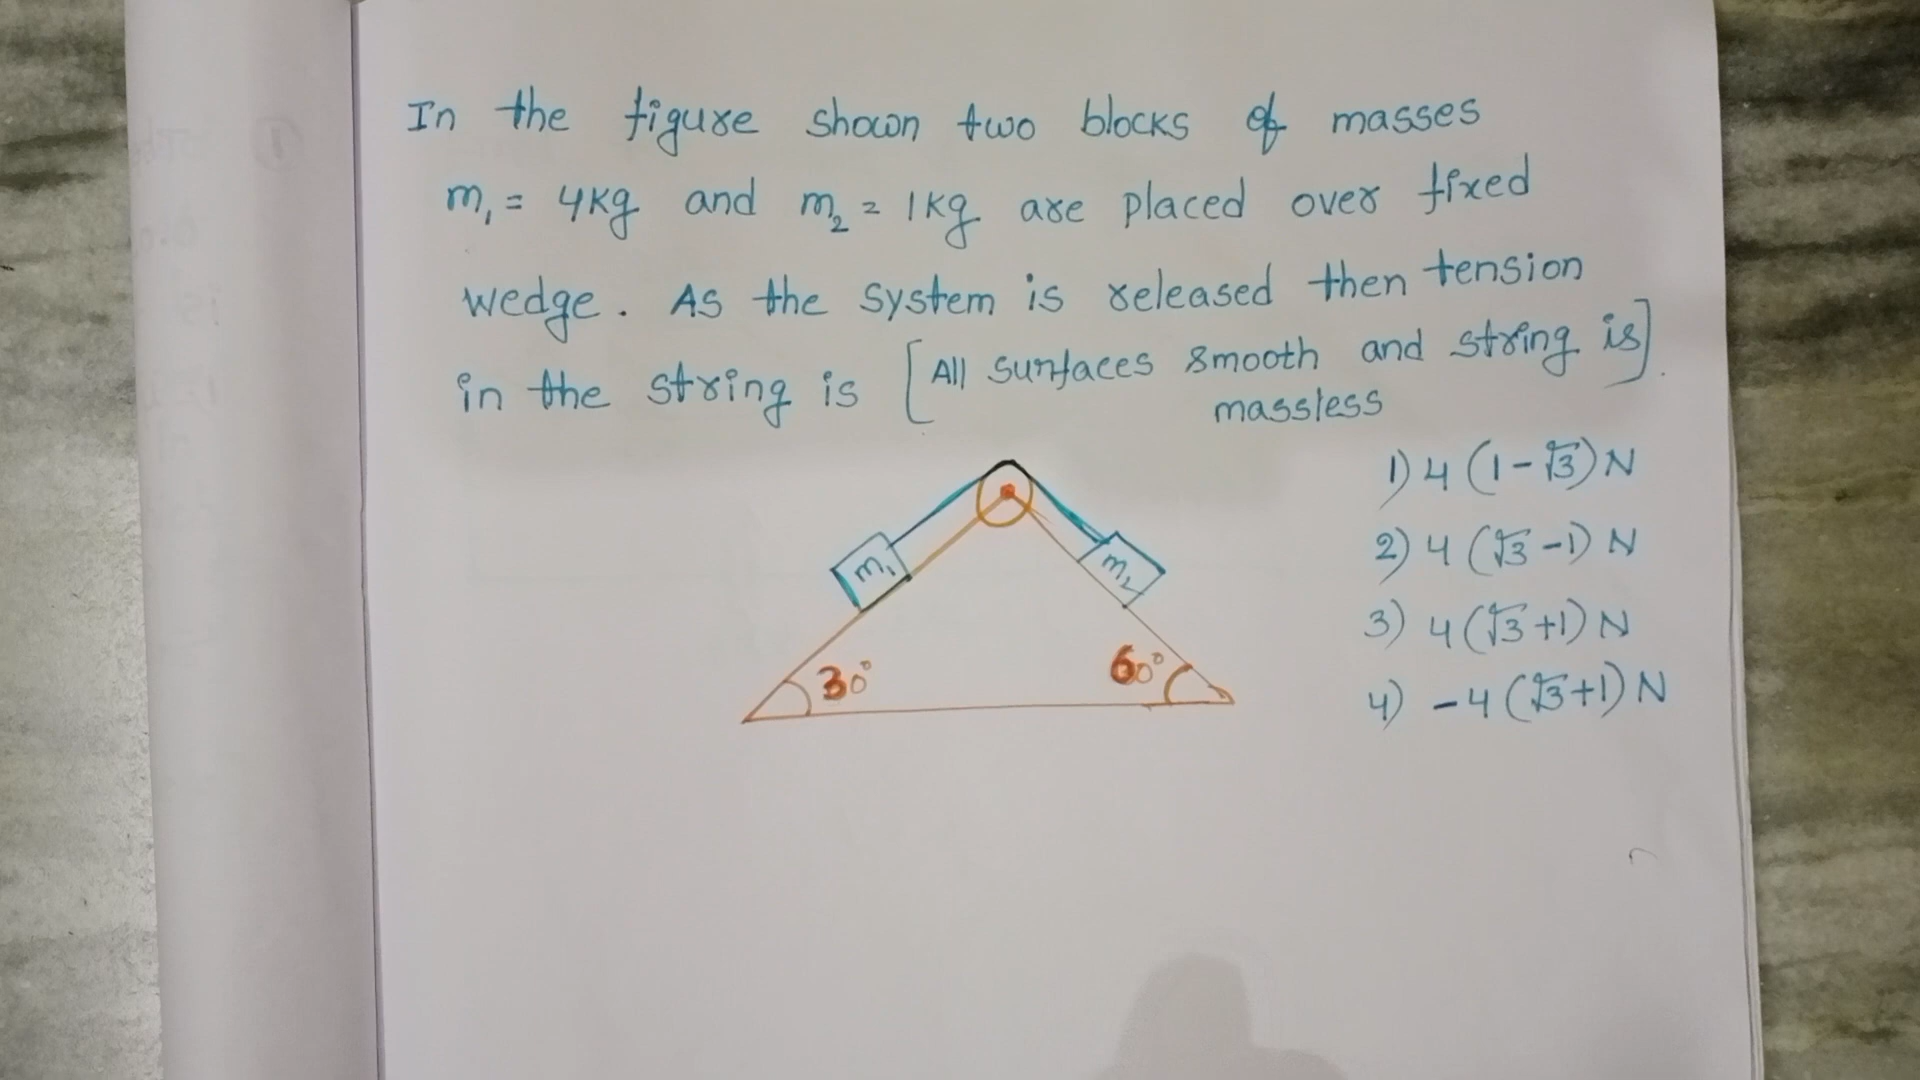 In the figure shown two blocks of masses
m₁ = 4kg and m₂ = 1kg are placed over fixed
wedge. As the system is released then tension
in the string is [All surfaces smooth and string is].
massless
1) 4 (1-√3) N
2) 4 (√3-1) N
3) 4 (√3+1) N
4) -4 (√3+1) N
m₁
m₂
30°
60°